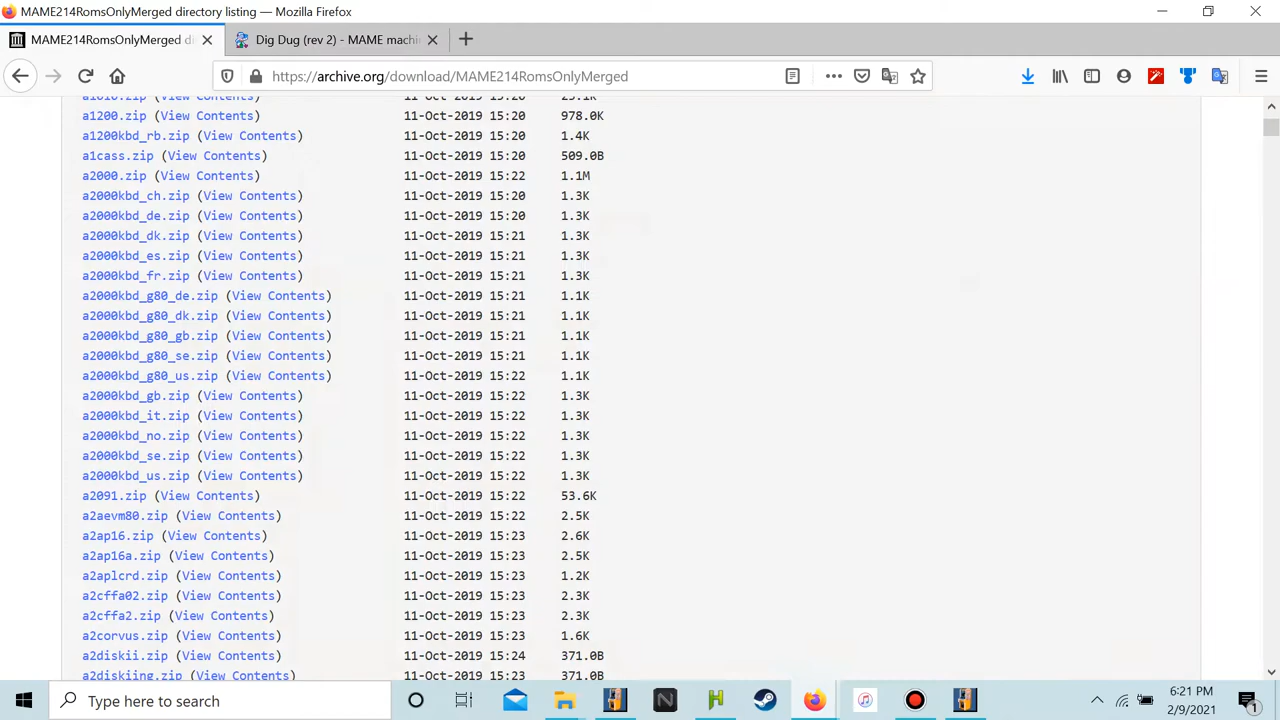 MAME214RomsOnlyMerged directory listing — Mozilla Firefox
MAME214RomsOnlyMerged di
Dig Dug (rev 2) - MAME machi
https://archive.org/download/MAME214RomsOnlyMerged
a1010.zip (View Contents) 11-Oct-2019 15:20 25.1K
a1200.zip (View Contents) 11-Oct-2019 15:20 978.0K
a1200kbd_rb.zip (View Contents) 11-Oct-2019 15:20 1.4K
a1cass.zip (View Contents) 11-Oct-2019 15:20 509.0B
a2000.zip (View Contents) 11-Oct-2019 15:22 1.1M
a2000kbd_ch.zip (View Contents) 11-Oct-2019 15:20 1.3K
a2000kbd_de.zip (View Contents) 11-Oct-2019 15:20 1.3K
a2000kbd_dk.zip (View Contents) 11-Oct-2019 15:21 1.3K
a2000kbd_es.zip (View Contents) 11-Oct-2019 15:21 1.3K
a2000kbd_fr.zip (View Contents) 11-Oct-2019 15:21 1.3K
a2000kbd_g80_de.zip (View Contents) 11-Oct-2019 15:21 1.1K
a2000kbd_g80_dk.zip (View Contents) 11-Oct-2019 15:21 1.1K
a2000kbd_g80_gb.zip (View Contents) 11-Oct-2019 15:21 1.1K
a2000kbd_g80_se.zip (View Contents) 11-Oct-2019 15:21 1.1K
a2000kbd_g80_us.zip (View Contents) 11-Oct-2019 15:22 1.1K
a2000kbd_gb.zip (View Contents) 11-Oct-2019 15:22 1.3K
a2000kbd_it.zip (View Contents) 11-Oct-2019 15:22 1.3K
a2000kbd_no.zip (View Contents) 11-Oct-2019 15:22 1.3K
a2000kbd_se.zip (View Contents) 11-Oct-2019 15:22 1.3K
a2000kbd_us.zip (View Contents) 11-Oct-2019 15:22 1.3K
a2091.zip (View Contents) 11-Oct-2019 15:22 53.6K
a2aevm80.zip (View Contents) 11-Oct-2019 15:22 2.5K
a2ap16.zip (View Contents) 11-Oct-2019 15:23 2.6K
a2ap16a.zip (View Contents) 11-Oct-2019 15:23 2.5K
a2aplcrd.zip (View Contents) 11-Oct-2019 15:23 1.2K
a2cffa02.zip (View Contents) 11-Oct-2019 15:23 2.3K
a2cffa2.zip (View Contents) 11-Oct-2019 15:23 2.3K
a2corvus.zip (View Contents) 11-Oct-2019 15:23 1.6K
a2diskii.zip (View Contents) 11-Oct-2019 15:24 371.0B
a2diskiing.zip (View Contents) 11-Oct-2019 15:23 371.0B
Type here to search
6:21 PM
2/9/2021
1